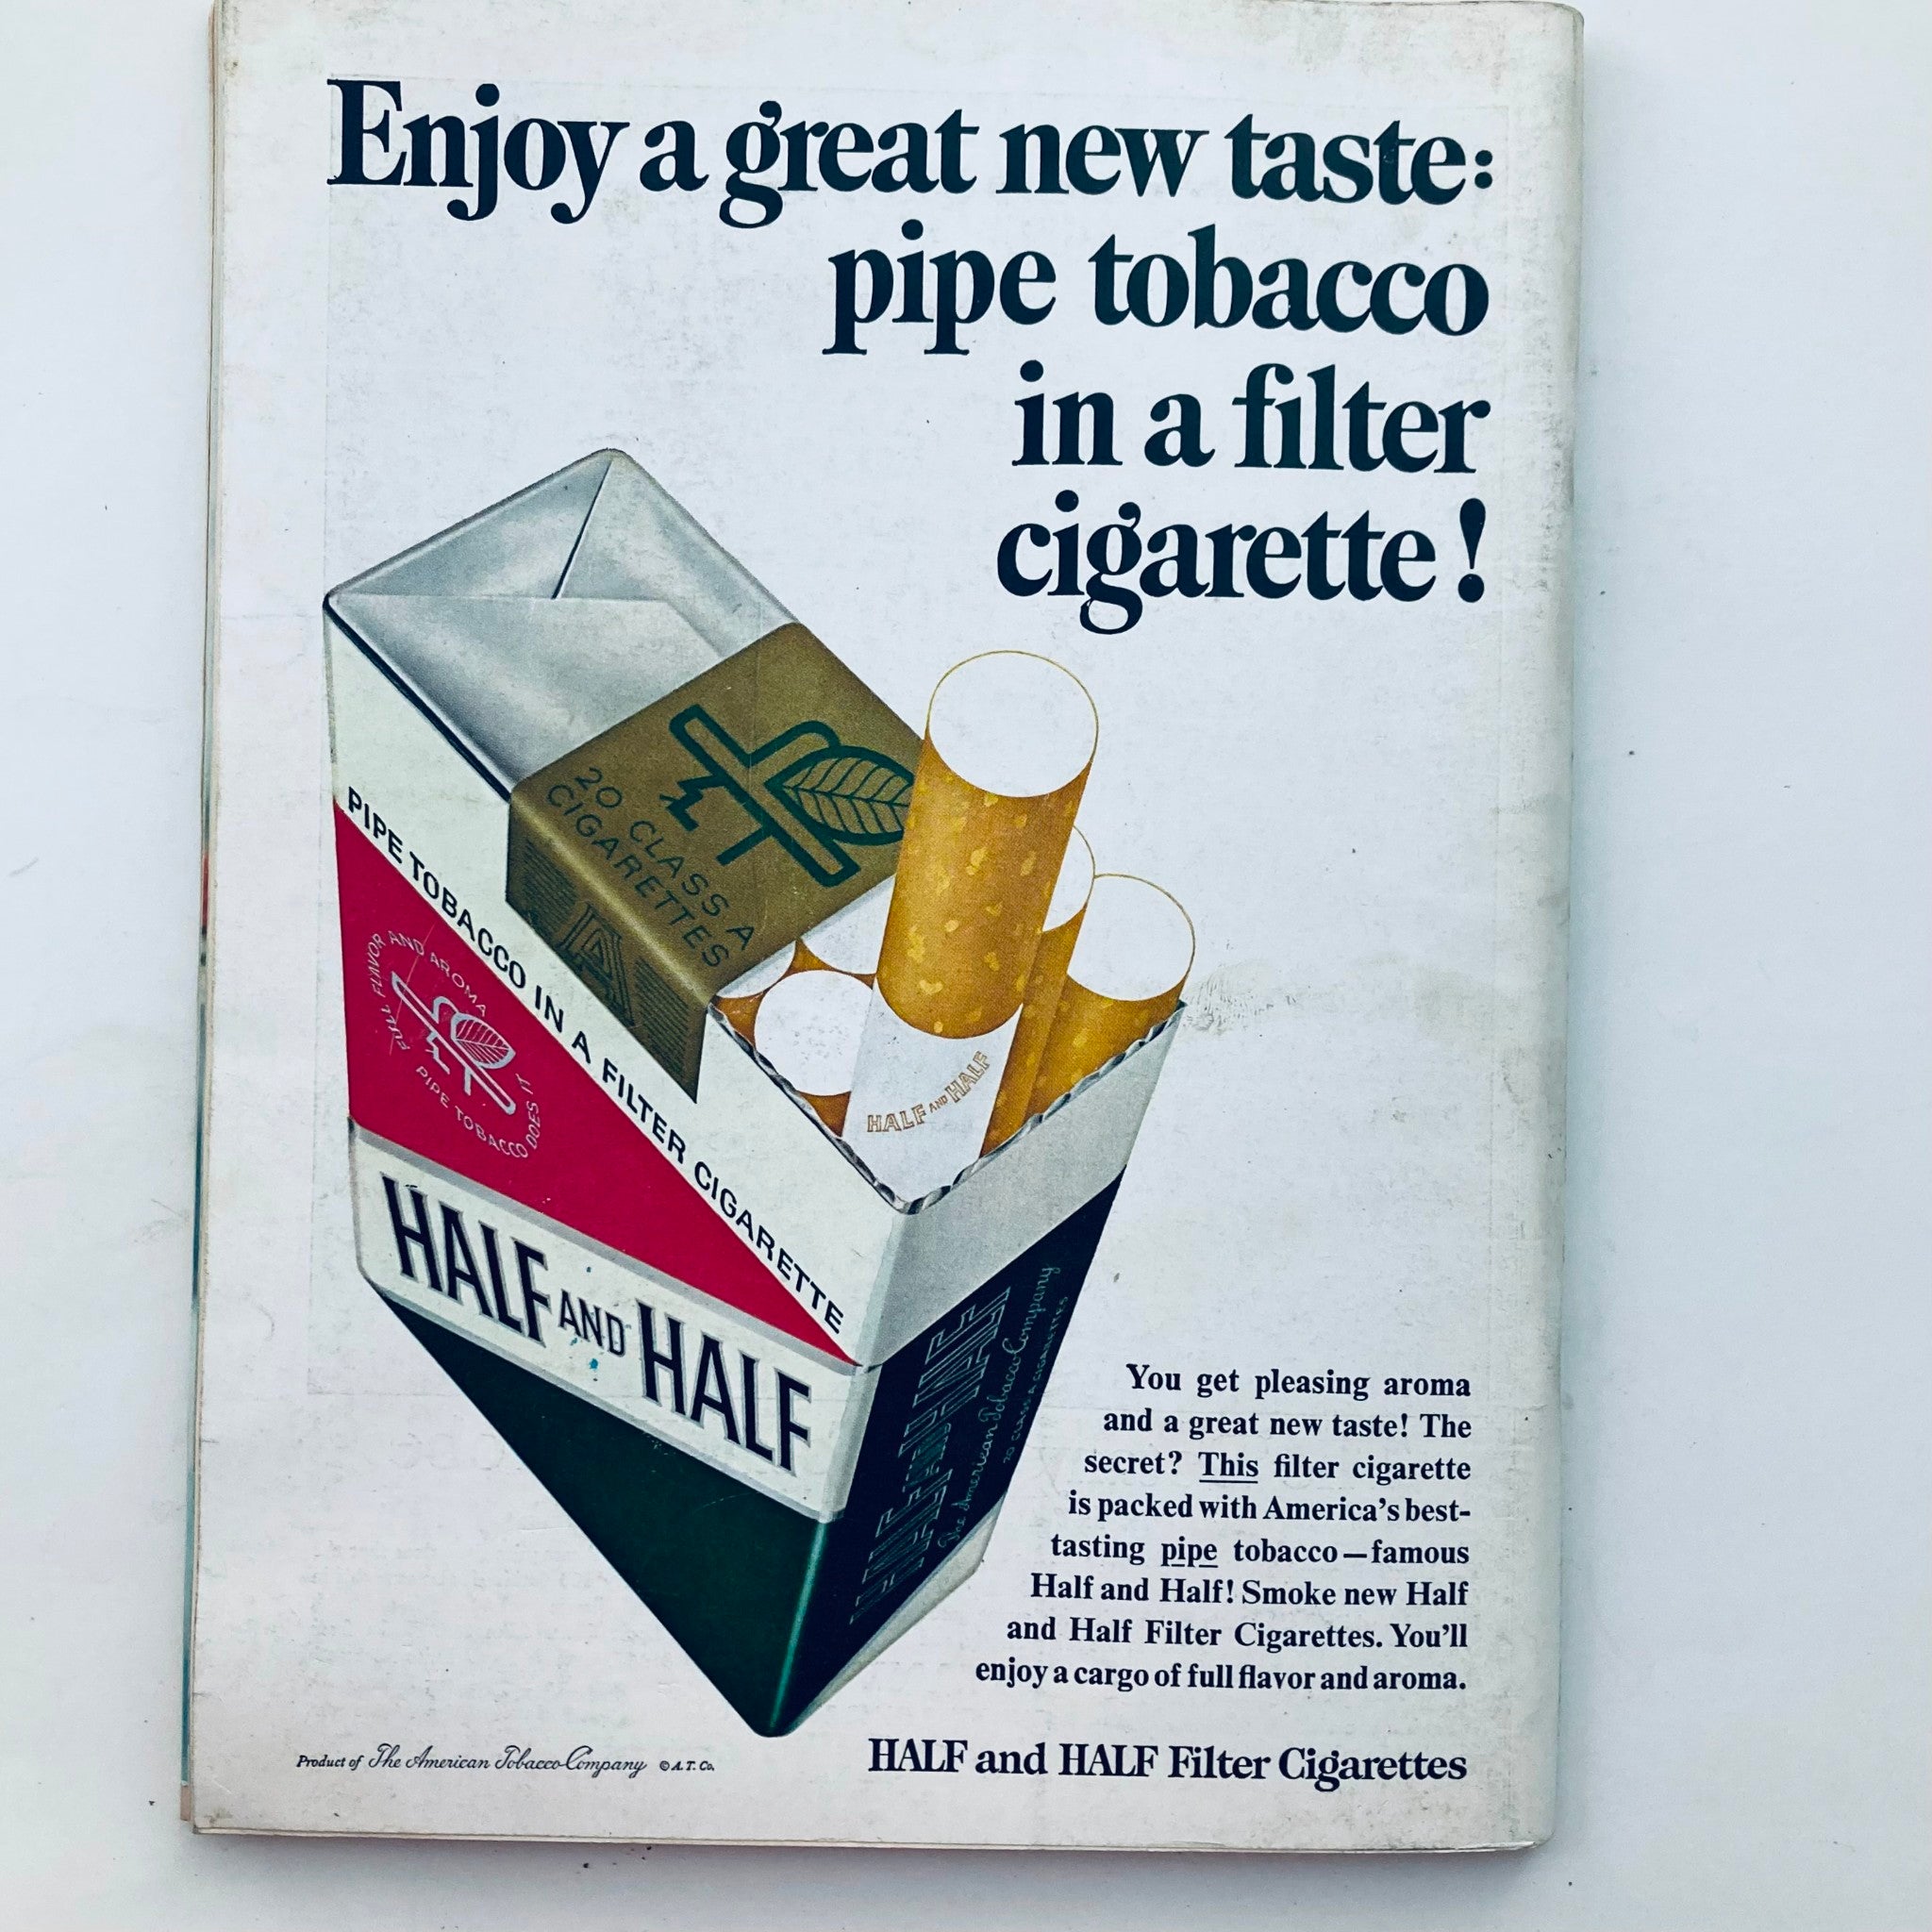 Enjoy a great new taste:
pipe tobacco
in a filter
cigarette!
20 CLASS A
CIGARETTES
A
PIPE TOBACCO IN A FILTER CIGARETTE
FULL FLAVOR AND AROMA
PIPE TOBACCO DOES IT
HALF AND HALF
HALF AND HALF
HALF AND HALF
The American Tobacco Company
20 CLASS A CIGARETTES
You get pleasing aroma
and a great new taste! The
secret? This filter cigarette
is packed with America's best-
tasting pipe tobacco—famous
Half and Half! Smoke new Half
and Half Filter Cigarettes. You'll
enjoy a cargo of full flavor and aroma.
Product of The American Tobacco Company © A. T. Co.
HALF and HALF Filter Cigarettes